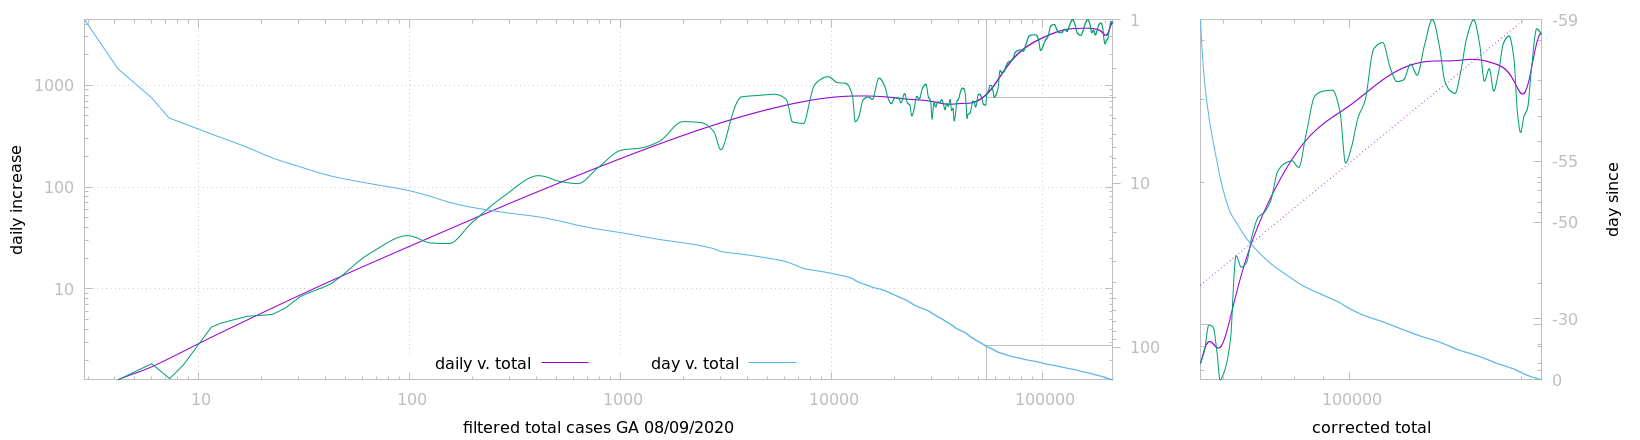 1
-59
1000
daily increase
100
10
-55
10
-50
day since
-30
daily v. total
day v. total
100
0
10
100
1000
10000
100000
100000
filtered total cases GA 08/09/2020
corrected total